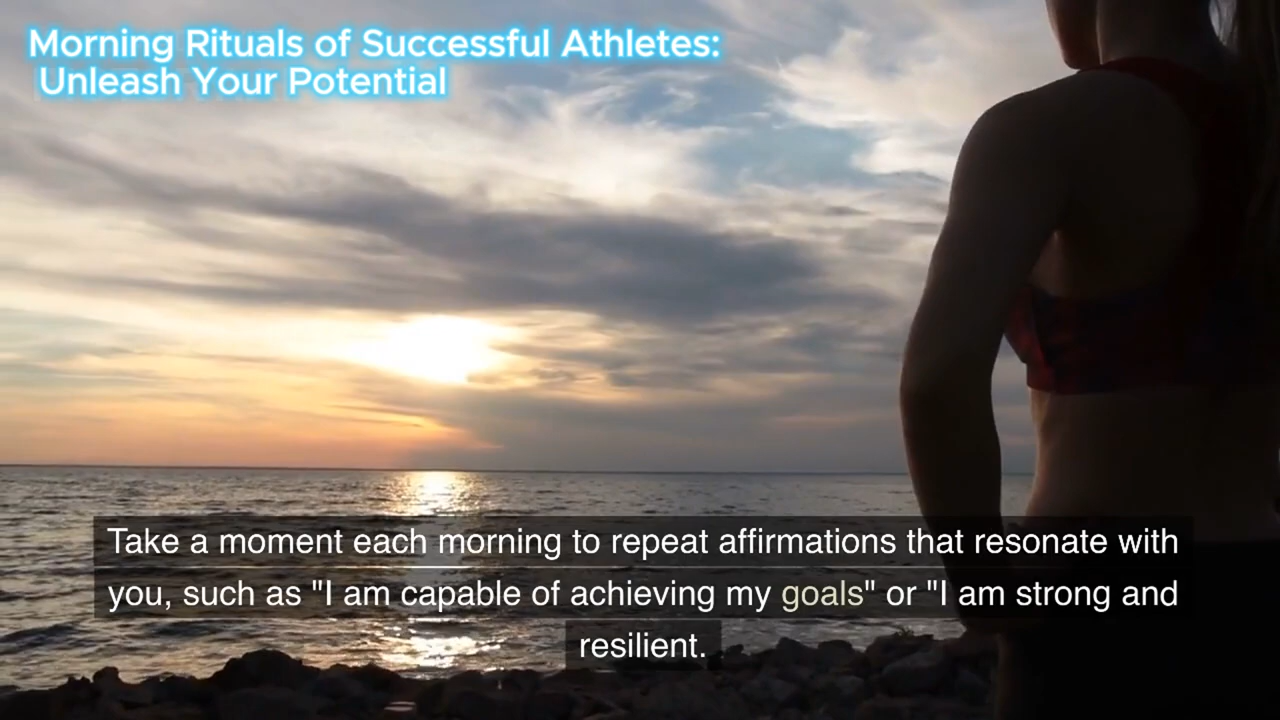 Morning Rituals of Successful Athletes:
Unleash Your Potential
Take a moment each morning to repeat affirmations that resonate with
you, such as "I am capable of achieving my goals" or "I am strong and
resilient.